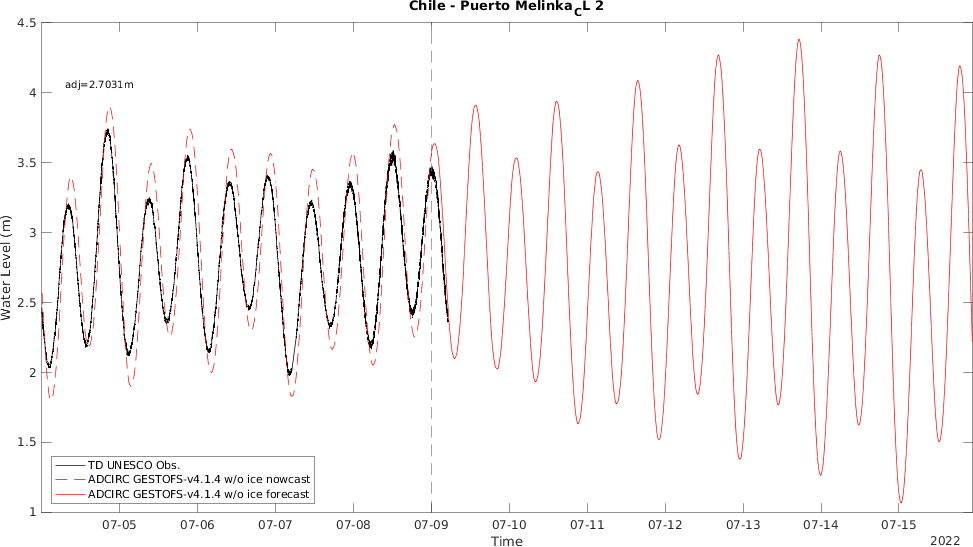 Chile - Puerto Melinka_CL 2
4.5
4
3.5
3
2.5
2
1.5
1
Water Level (m)
adj=2.7031m
TD UNESCO Obs.
ADCIRC GESTOFS-v4.1.4 w/o ice nowcast
ADCIRC GESTOFS-v4.1.4 w/o ice forecast
07-05 07-06 07-07 07-08 07-09 07-10 07-11 07-12 07-13 07-14 07-15
Time
2022